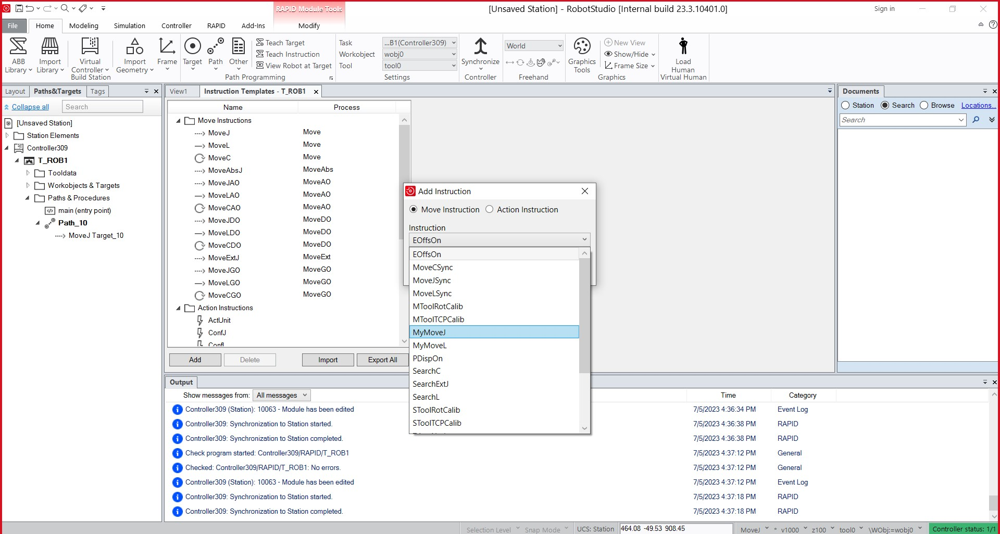 RAPID Module Tools
[Unsaved Station] - RobotStudio [Internal build 23.3.10401.0]
Sign in
File
Home
Modeling
Simulation
Controller
RAPID
Add-Ins
Modify
ABB Library
Import Library
Virtual Controller
Import Geometry
Frame
Build Station
Target
Path
Other
Teach Target
Teach Instruction
View Robot at Target
Path Programming
Task ...B1(Controller309)
Workobject wobj0
Tool tool0
Settings
Synchronize
Controller
World
Freehand
Graphics Tools
New View
Show/Hide
Frame Size
Graphics
Load Human
Virtual Human
Layout
Paths&Targets
Tags
Collapse all
Search
[Unsaved Station]
Station Elements
Controller309
T_ROB1
Tooldata
Workobjects & Targets
Paths & Procedures
main (entry point)
Path_10
MoveJ Target_10
View1
Instruction Templates - T_ROB1
Name Process
Move Instructions
MoveJ Move
MoveL Move
MoveC Move
MoveAbsJ MoveAbs
MoveJAO MoveAO
MoveLAO MoveAO
MoveCAO MoveAO
MoveJDO MoveDO
MoveLDO MoveDO
MoveCDO MoveDO
MoveExtJ MoveExt
MoveJGO MoveGO
MoveLGO MoveGO
MoveCGO MoveGO
Action Instructions
ActUnit
ConfJ
ConfL
Add
Delete
Import
Export All
Add Instruction
Move Instruction
Action Instruction
Instruction
EOffsOn
EOffsOn
MoveCSync
MoveJSync
MoveLSync
MToolRotCalib
MToolTCPCalib
MyMoveJ
MyMoveL
PDispOn
SearchC
SearchExtJ
SearchL
SToolRotCalib
SToolTCPCalib
Documents
Station
Search
Browse
Locations...
Search
Output
Show messages from: All messages
Time
Category
Controller309 (Station): 10063 - Module has been edited 7/5/2023 4:36:34 PM Event Log
Controller309: Synchronization to Station started. 7/5/2023 4:36:38 PM RAPID
Controller309: Synchronization to Station completed. 7/5/2023 4:36:38 PM RAPID
Check program started: Controller309/RAPID/T_ROB1 7/5/2023 4:37:12 PM General
Checked: Controller309/RAPID/T_ROB1: No errors. 7/5/2023 4:37:12 PM General
Controller309 (Station): 10063 - Module has been edited 7/5/2023 4:37:12 PM Event Log
Controller309: Synchronization to Station started. 7/5/2023 4:37:18 PM RAPID
Controller309: Synchronization to Station completed. 7/5/2023 4:37:18 PM RAPID
Selection Level Snap Mode UCS: Station 464.08 -49.53 908.45 MoveJ * v1000 z100 tool0 \WObj:=wobj0 Controller status: 1/1